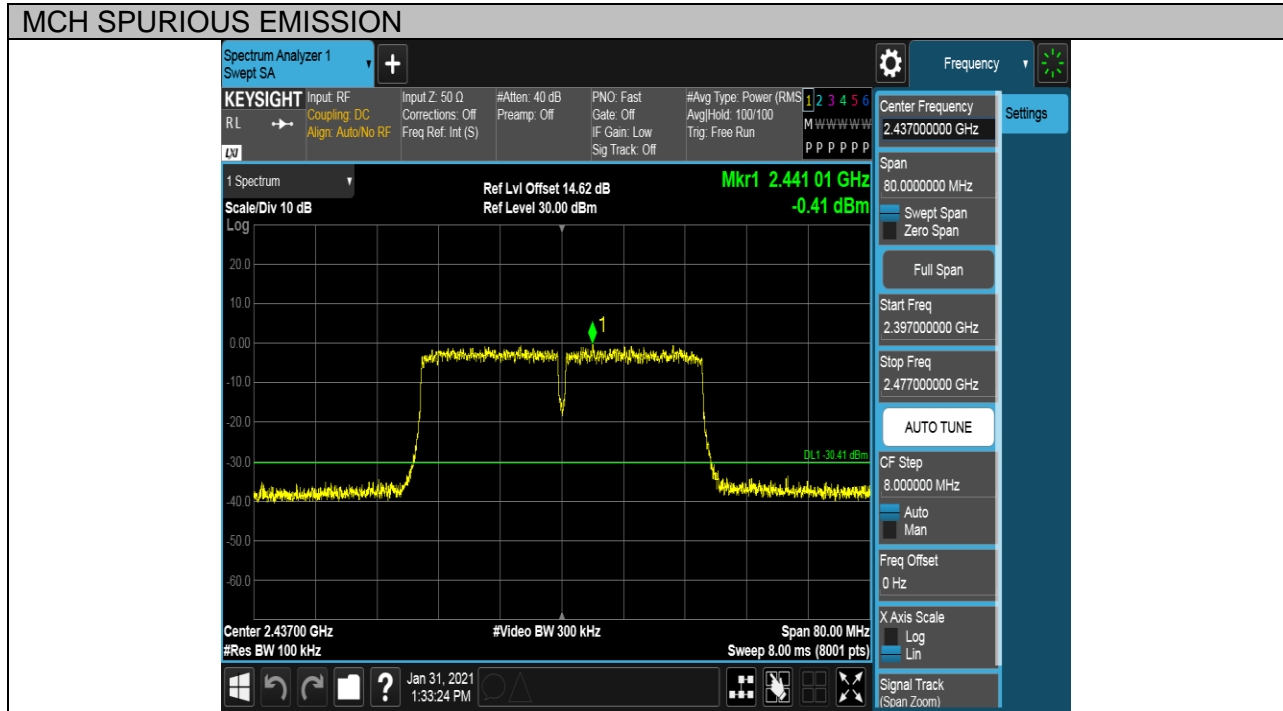 MCH SPURIOUS EMISSION
Spectrum Analyzer 1
Swept SA
+
Frequency
KEYSIGHT
RL
LXI
Input: RF
Coupling: DC
Align: Auto/No RF
Input Z: 50 Ω
Corrections: Off
Freq Ref: Int (S)
#Atten: 40 dB
Preamp: Off
PNO: Fast
Gate: Off
IF Gain: Low
Sig Track: Off
#Avg Type: Power (RMS
Avg|Hold: 100/100
Trig: Free Run
1 2 3 4 5 6
M W W W W W
P P P P P P
1 Spectrum
Scale/Div 10 dB
Log
Ref Lvl Offset 14.62 dB
Ref Level 30.00 dBm
Mkr1 2.441 01 GHz
-0.41 dBm
20.0
10.0
0.00
-10.0
-20.0
-30.0
-40.0
-50.0
-60.0
1
DL1 -30.41 dBm
Center 2.43700 GHz
#Res BW 100 kHz
#Video BW 300 kHz
Span 80.00 MHz
Sweep 8.00 ms (8001 pts)
?
Jan 31, 2021
1:33:24 PM
Center Frequency
2.437000000 GHz
Span
80.0000000 MHz
Swept Span
Zero Span
Full Span
Start Freq
2.397000000 GHz
Stop Freq
2.477000000 GHz
AUTO TUNE
CF Step
8.000000 MHz
Auto
Man
Freq Offset
0 Hz
X Axis Scale
Log
Lin
Signal Track
(Span Zoom)
Settings